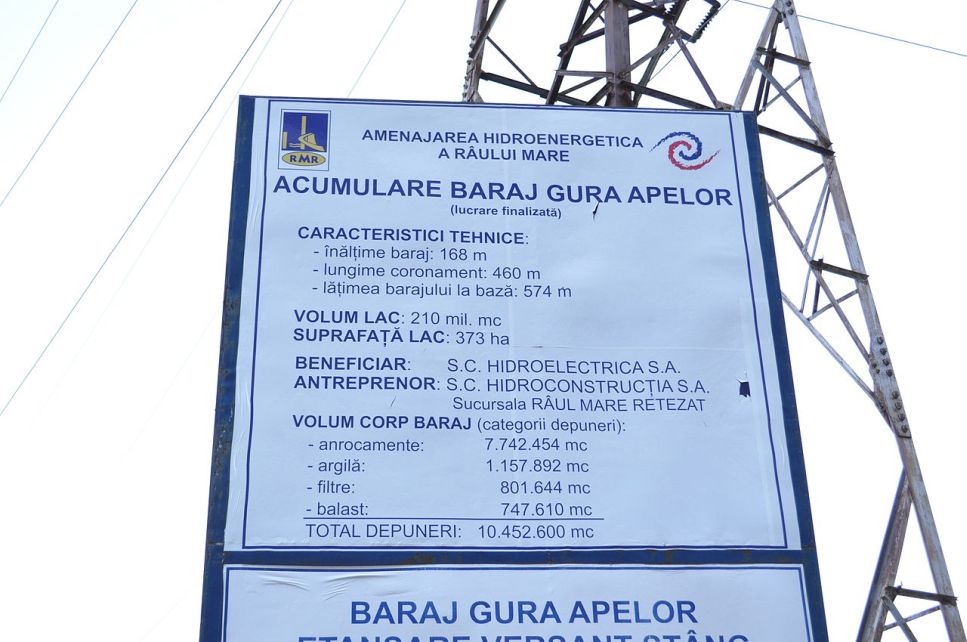 RMR
AMENAJAREA HIDROENERGETICA
A RÂULUI MARE
ACUMULARE BARAJ GURA APELOR
(lucrare finalizată)
CARACTERISTICI TEHNICE:
- înălțime baraj: 168 m
- lungime coronament: 460 m
- lățimea barajului la bază: 574 m
VOLUM LAC: 210 mil. mc
SUPRAFAȚĂ LAC: 373 ha
BENEFICIAR: S.C. HIDROELECTRICA S.A.
ANTREPRENOR: S.C. HIDROCONSTRUCȚIA S.A.
Sucursala RÂUL MARE RETEZAT
VOLUM CORP BARAJ (categorii depuneri):
- anrocamente: 7.742.454 mc
- argilă: 1.157.892 mc
- filtre: 801.644 mc
- balast: 747.610 mc
TOTAL DEPUNERI: 10.452.600 mc
BARAJ GURA APELOR
ETANSARE VERSANT STÂNG